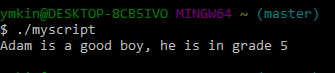 ymkin@DESKTOP-8CB5IVO MINGW64 ~ (master)
$ ./myscript
Adam is a good boy, he is in grade 5